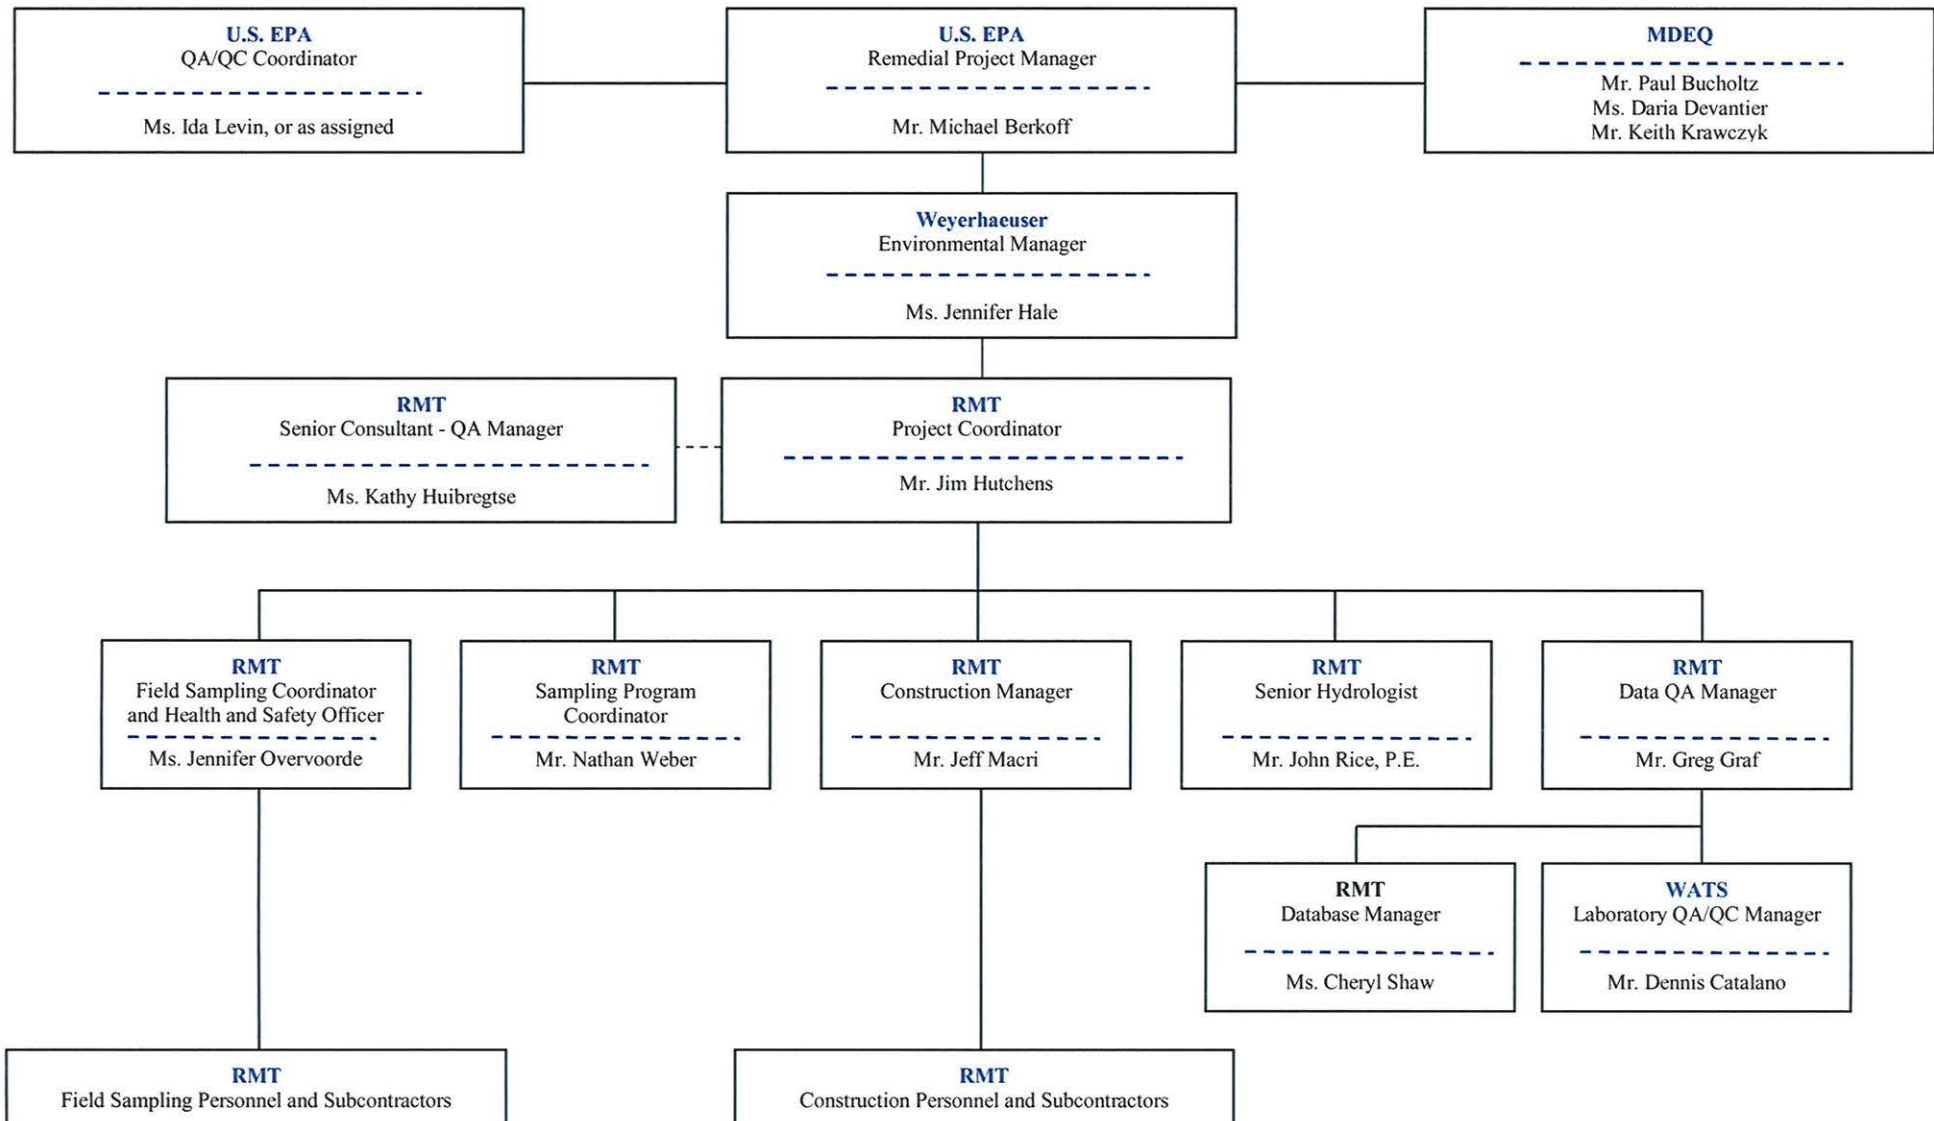 U.S. EPA
QA/QC Coordinator
Ms. Ida Levin, or as assigned
U.S. EPA
Remedial Project Manager
Mr. Michael Berkoff
MDEQ
Mr. Paul Bucholtz
Ms. Daria Devantier
Mr. Keith Krawczyk
Weyerhaeuser
Environmental Manager
Ms. Jennifer Hale
RMT
Senior Consultant - QA Manager
Ms. Kathy Huibregtse
RMT
Project Coordinator
Mr. Jim Hutchens
RMT
Field Sampling Coordinator
and Health and Safety Officer
Ms. Jennifer Overvoorde
RMT
Sampling Program
Coordinator
Mr. Nathan Weber
RMT
Construction Manager
Mr. Jeff Macri
RMT
Senior Hydrologist
Mr. John Rice, P.E.
RMT
Data QA Manager
Mr. Greg Graf
RMT
Database Manager
Ms. Cheryl Shaw
WATS
Laboratory QA/QC Manager
Mr. Dennis Catalano
RMT
Field Sampling Personnel and Subcontractors
RMT
Construction Personnel and Subcontractors